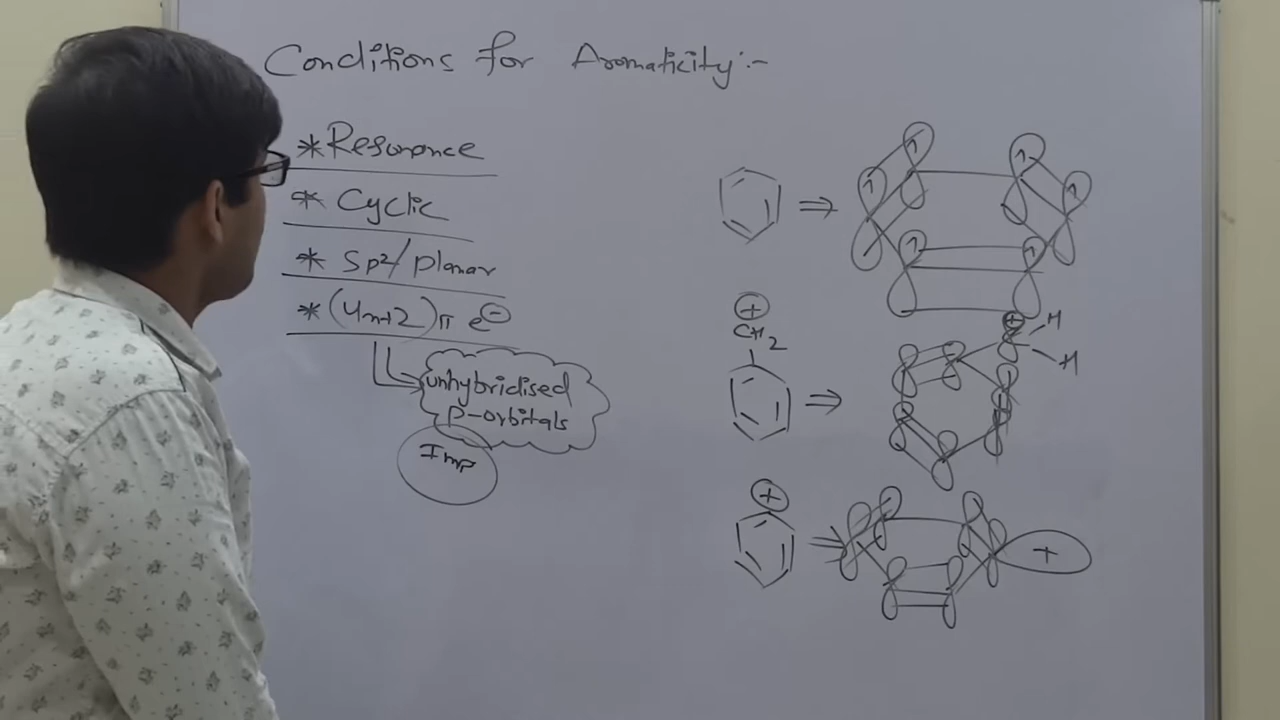 Conditions for Aromaticity:-
* Resonance
* Cyclic
* Sp²/planar
* (4n+2)π e⊖
unhybridised
p-orbitals
Imp
⇒
⊕
CH₂
⇒
⊕
H
H
⊕
⇒
+